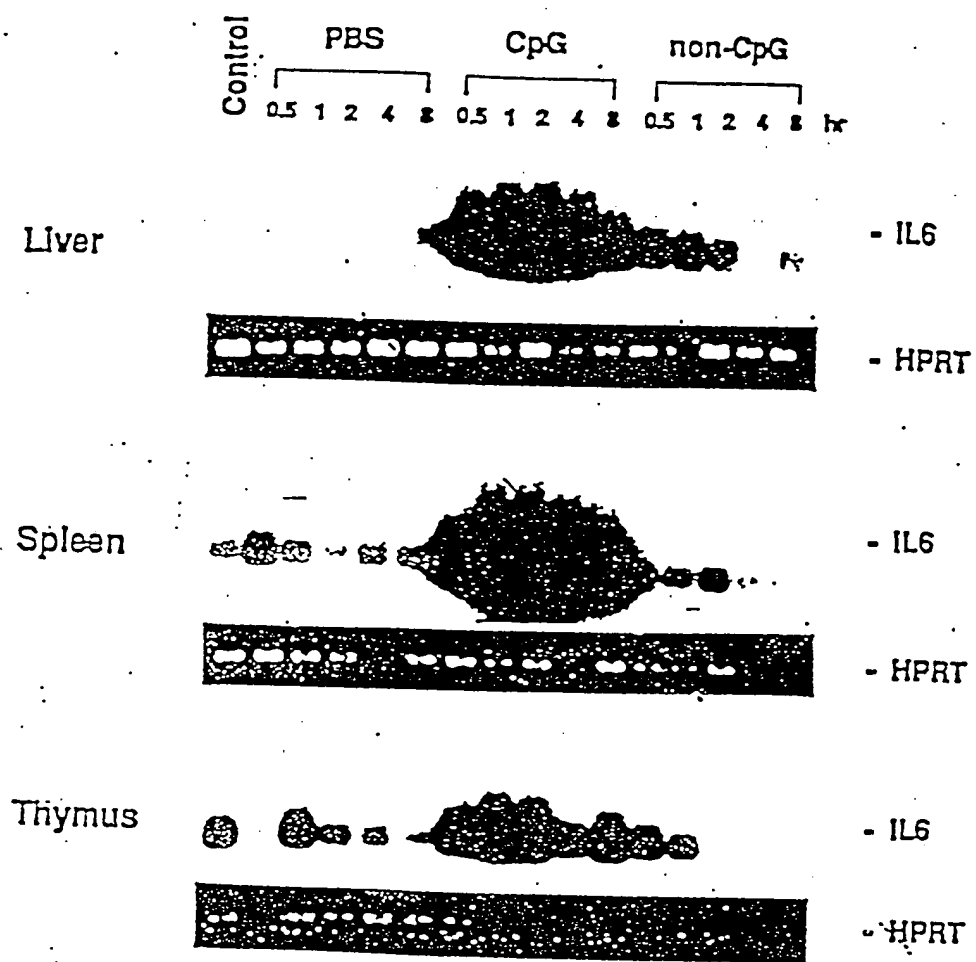 Control
PBS CpG non-CpG
0.5 1 2 4 8 0.5 1 2 4 8 0.5 1 2 4 8 hr
Liver - IL6
- HPRT
Spleen - IL6
- HPRT
Thymus - IL6
- HPRT